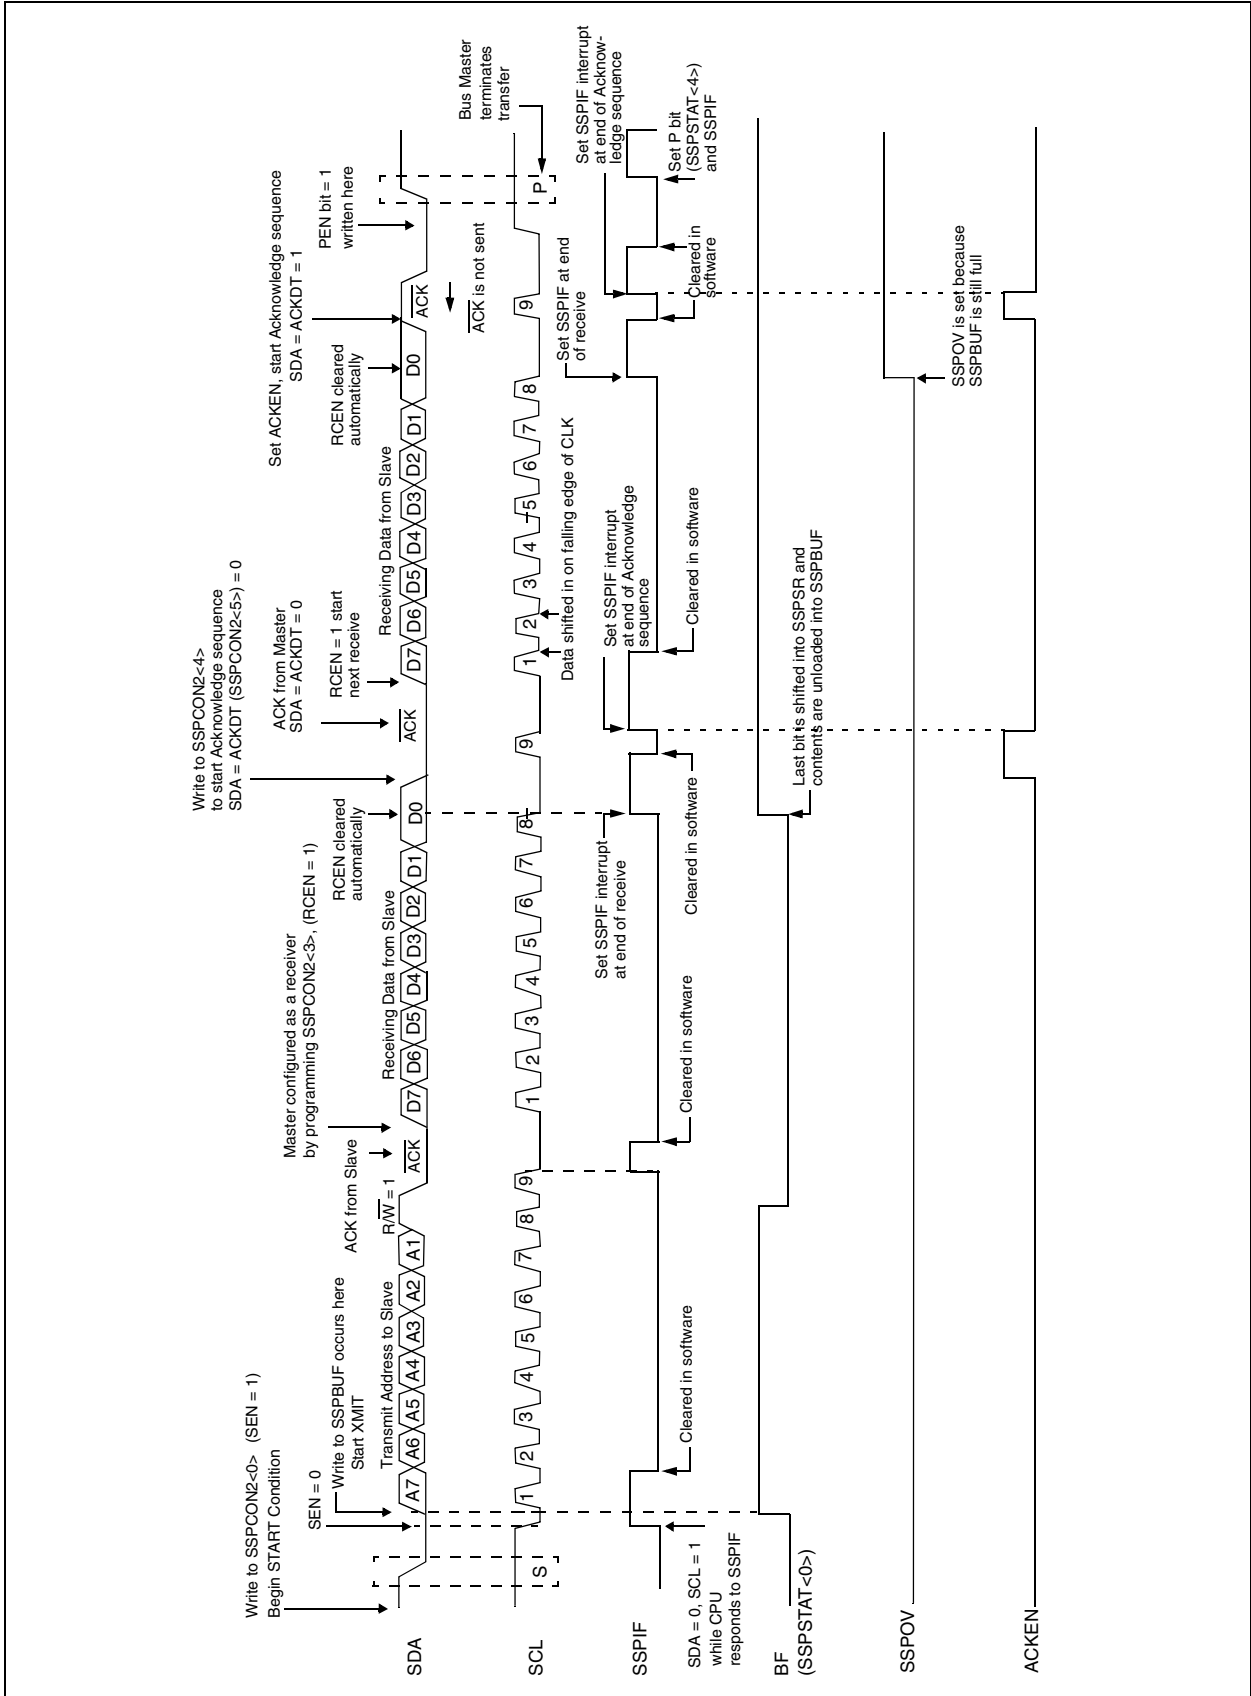 Write to SSPCON2<0> (SEN = 1)
Begin START Condition
SEN = 0
Write to SSPBUF occurs here
Start XMIT
Transmit Address to Slave
R/W = 1
ACK from Slave
Master configured as a receiver
by programming SSPCON2<3>, (RCEN = 1)
Receiving Data from Slave
RCEN cleared
automatically
Write to SSPCON2<4>
to start Acknowledge sequence
SDA = ACKDT (SSPCON2<5>) = 0
ACK from Master
SDA = ACKDT = 0
RCEN = 1 start
next receive
Receiving Data from Slave
RCEN cleared
automatically
Set ACKEN, start Acknowledge sequence
SDA = ACKDT = 1
PEN bit = 1
written here
SDA
A7 A6 A5 A4 A3 A2 A1
ACK
D7 D6 D5 D4 D3 D2 D1 D0
ACK
D7 D6 D5 D4 D3 D2 D1 D0
ACK
ACK is not sent
Bus Master
terminates
transfer
SCL
S
1 2 3 4 5 6 7 8 9
1 2 3 4 5 6 7 8 9
1 2 3 4 5 6 7 8 9
P
Data shifted in on falling edge of CLK
SSPIF
SDA = 0, SCL = 1
while CPU
responds to SSPIF
Cleared in software
Cleared in software
Set SSPIF interrupt
at end of receive
Cleared in software
Set SSPIF interrupt
at end of Acknowledge
sequence
Cleared in software
Set SSPIF at end
of receive
Cleared in
software
Set SSPIF interrupt
at end of Acknow-
ledge sequence
Set P bit
(SSPSTAT<4>)
and SSPIF
BF
(SSPSTAT<0>)
Last bit is shifted into SSPSR and
contents are unloaded into SSPBUF
SSPOV
SSPOV is set because
SSPBUF is still full
ACKEN